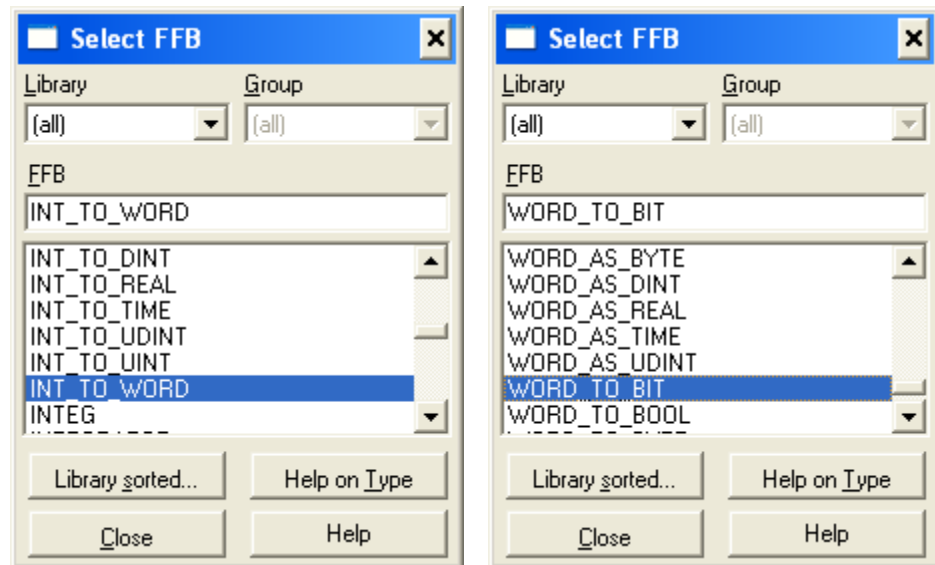 Select FFB
Library Group
(all) (all)
FFB
INT_TO_WORD
INT_TO_DINT
INT_TO_REAL
INT_TO_TIME
INT_TO_UDINT
INT_TO_UINT
INT_TO_WORD
INTEG
Library sorted... Help on Type
Close Help
Select FFB
Library Group
(all) (all)
FFB
WORD_TO_BIT
WORD_AS_BYTE
WORD_AS_DINT
WORD_AS_REAL
WORD_AS_TIME
WORD_AS_UDINT
WORD_TO_BIT
WORD_TO_BOOL
Library sorted... Help on Type
Close Help